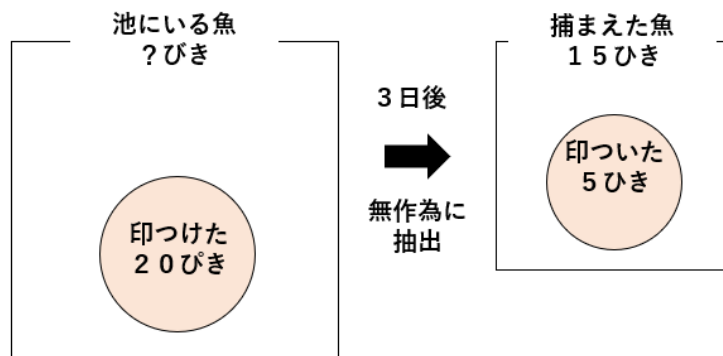 池にいる魚
？びき
印つけた
２０ぴき
３日後
無作為に
抽出
捕まえた魚
１５ひき
印ついた
５ひき